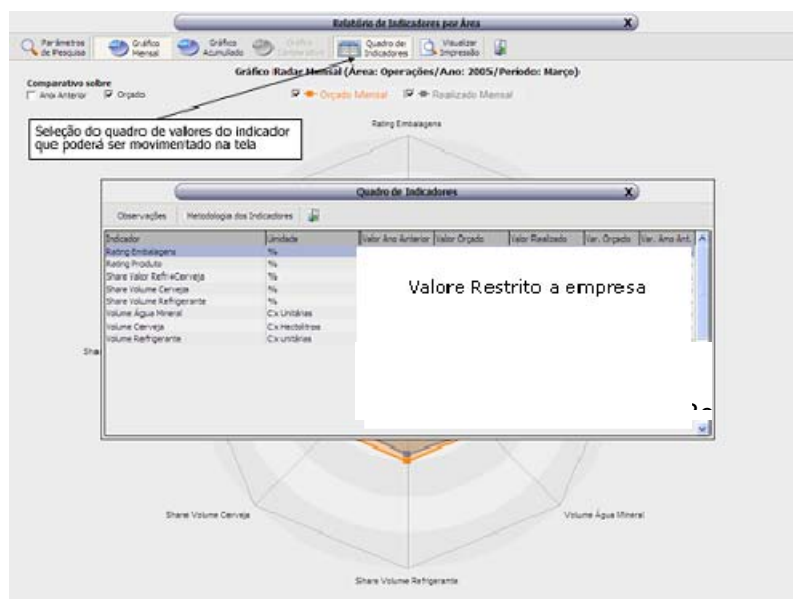 Relatório de Indicadores por Área
X
Parâmetros de Pesquisa
Gráfico Mensal
Gráfico Acumulado
Gráfico Comparativo
Quadro de Indicadores
Visualizar Impressão
Gráfico Radar Mensal (Área: Operações/Ano: 2005/Período: Março)
Comparativo sobre
Ano Anterior
Orçado
Orçado Mensal
Realizado Mensal
Seleção do quadro de valores do indicador
que poderá ser movimentado na tela
Rating Embalagens
Quadro de Indicadores
X
Observações
Metodologia dos Indicadores
Indicador Unidade Valor Ano Anterior Valor Orçado Valor Realizado Var. Orçado Var. Ano Ant.
Rating Embalagens %
Rating Produto %
Share Valor Refri+Cerveja %
Share Volume Cerveja %
Share Volume Refrigerante %
Volume Água Mineral Cx Unitárias
Volume Cerveja Cx Hectolitros
Volume Refrigerante Cx unitárias
Valore Restrito a empresa
Sha
Share Volume Cerveja
Volume Água Mineral
Share Volume Refrigerante